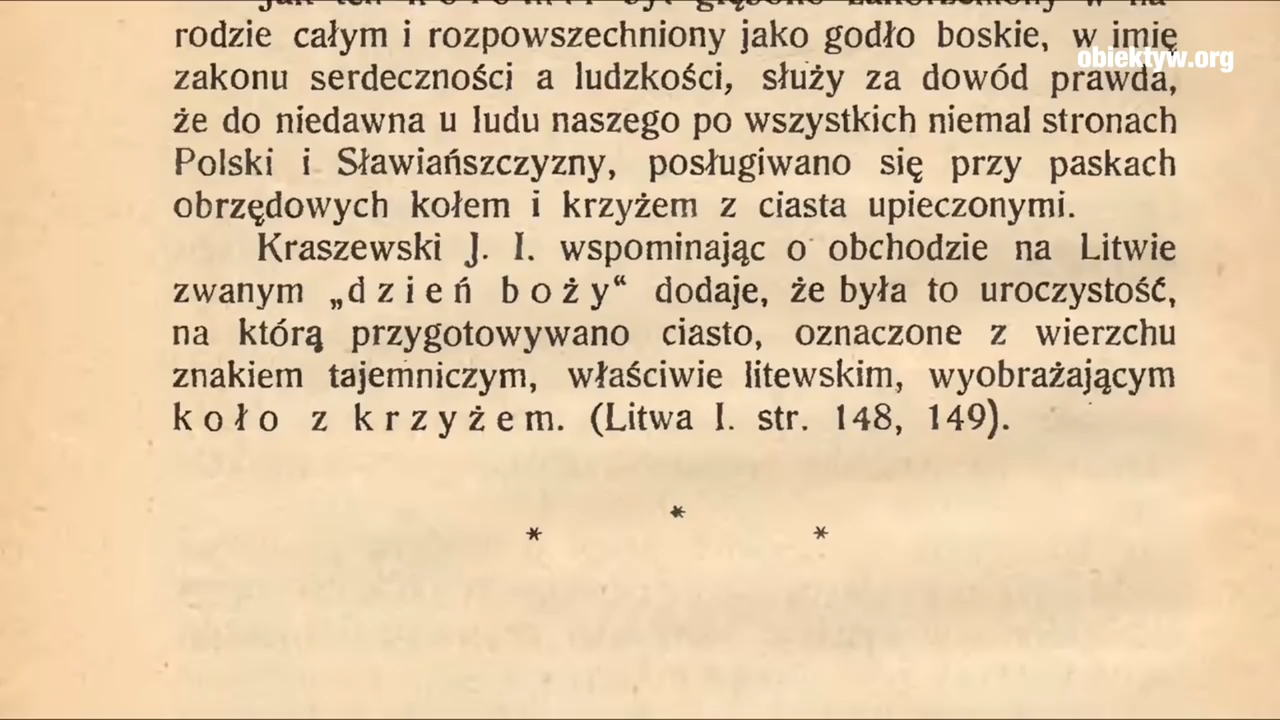 rodzie całym i rozpowszechniony jako godło boskie, w imię
obiektyw.org
zakonu serdeczności a ludzkości, służy za dowód prawda,
że do niedawna u ludu naszego po wszystkich niemal stronach
Polski i Sławiańszczyzny, posługiwano się przy paskach
obrzędowych kołem i krzyżem z ciasta upieczonymi.
Kraszewski J. I. wspominając o obchodzie na Litwie
zwanym „dzień boży“ dodaje, że była to uroczystość,
na którą przygotowywano ciasto, oznaczone z wierzchu
znakiem tajemniczym, właściwie litewskim, wyobrażającym
koło z krzyżem. (Litwa I. str. 148, 149).
* * *